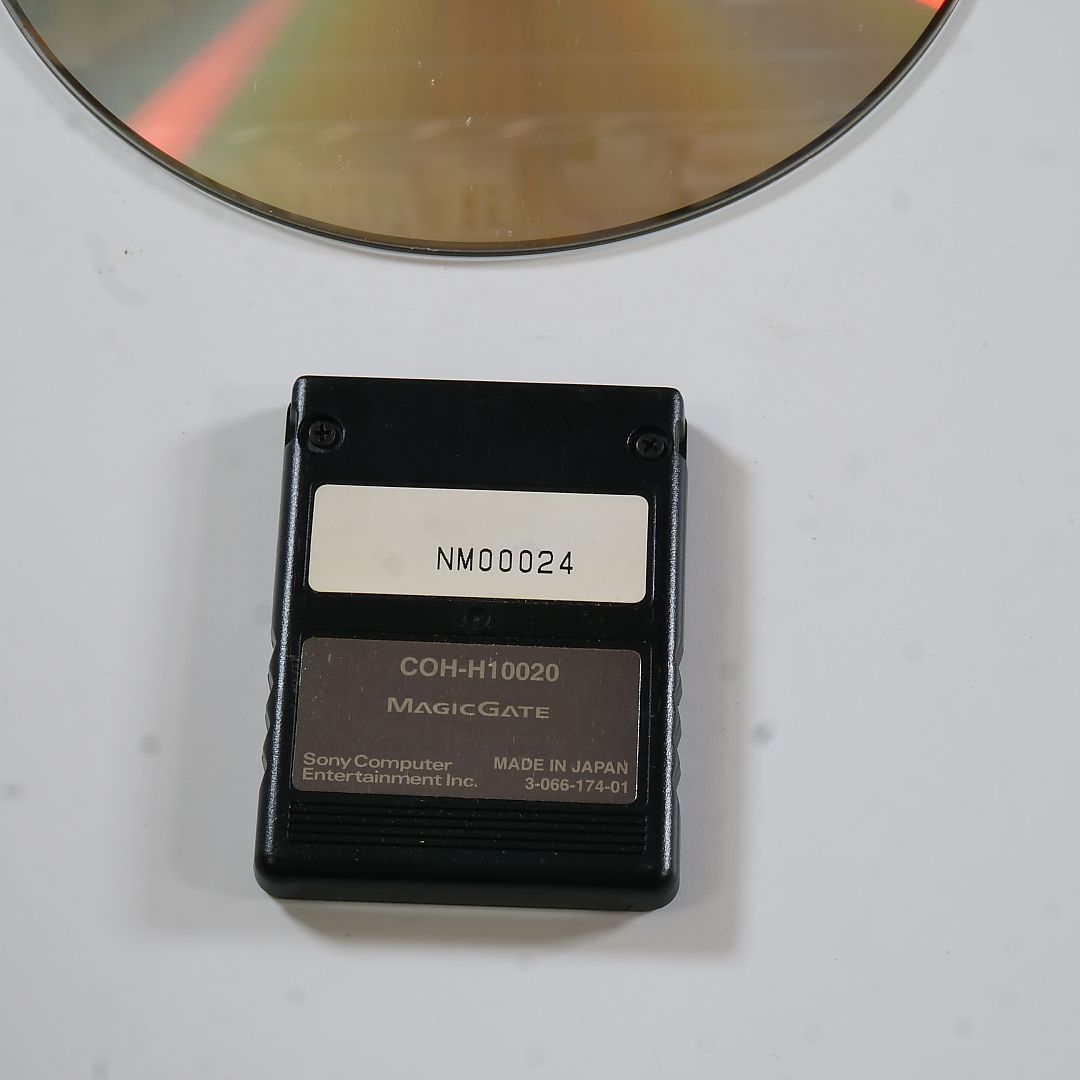 NM00024
COH-H10020
MAGICGATE
Sony Computer
Entertainment Inc.
MADE IN JAPAN
3-066-174-01